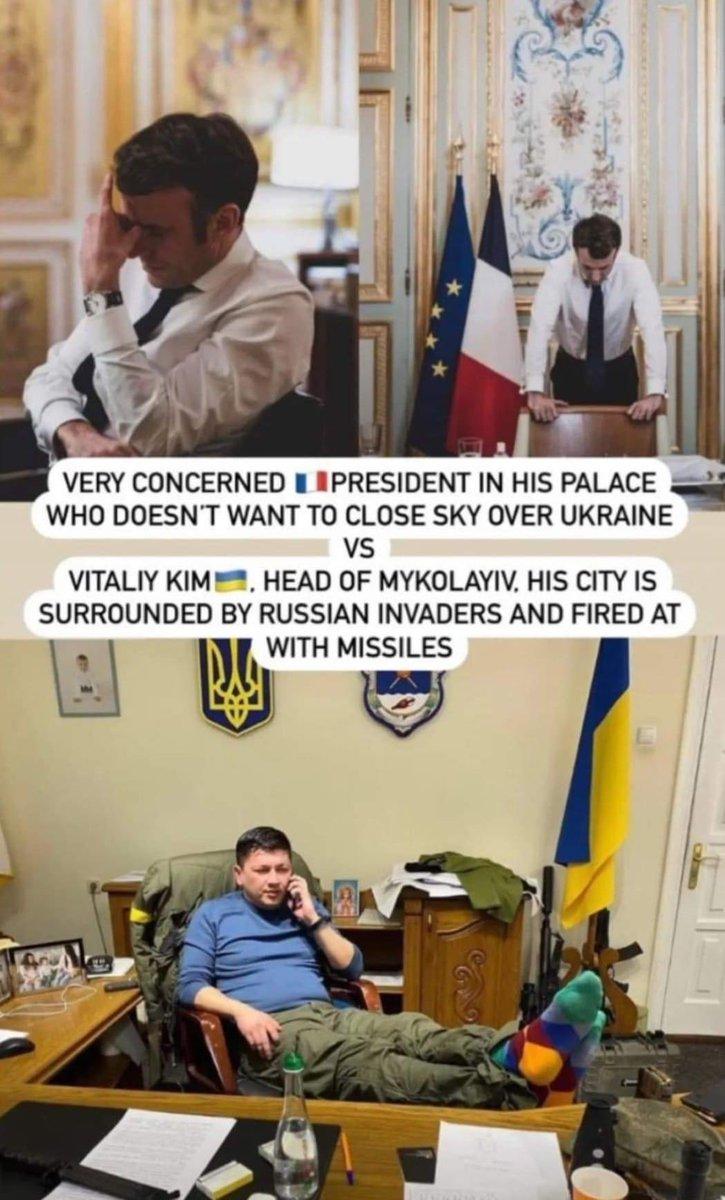 VERY CONCERNED 🇫🇷PRESIDENT IN HIS PALACE
WHO DOESN'T WANT TO CLOSE SKY OVER UKRAINE
VS
VITALIY KIM🇺🇦, HEAD OF MYKOLAYIV, HIS CITY IS
SURROUNDED BY RUSSIAN INVADERS AND FIRED AT
WITH MISSILES